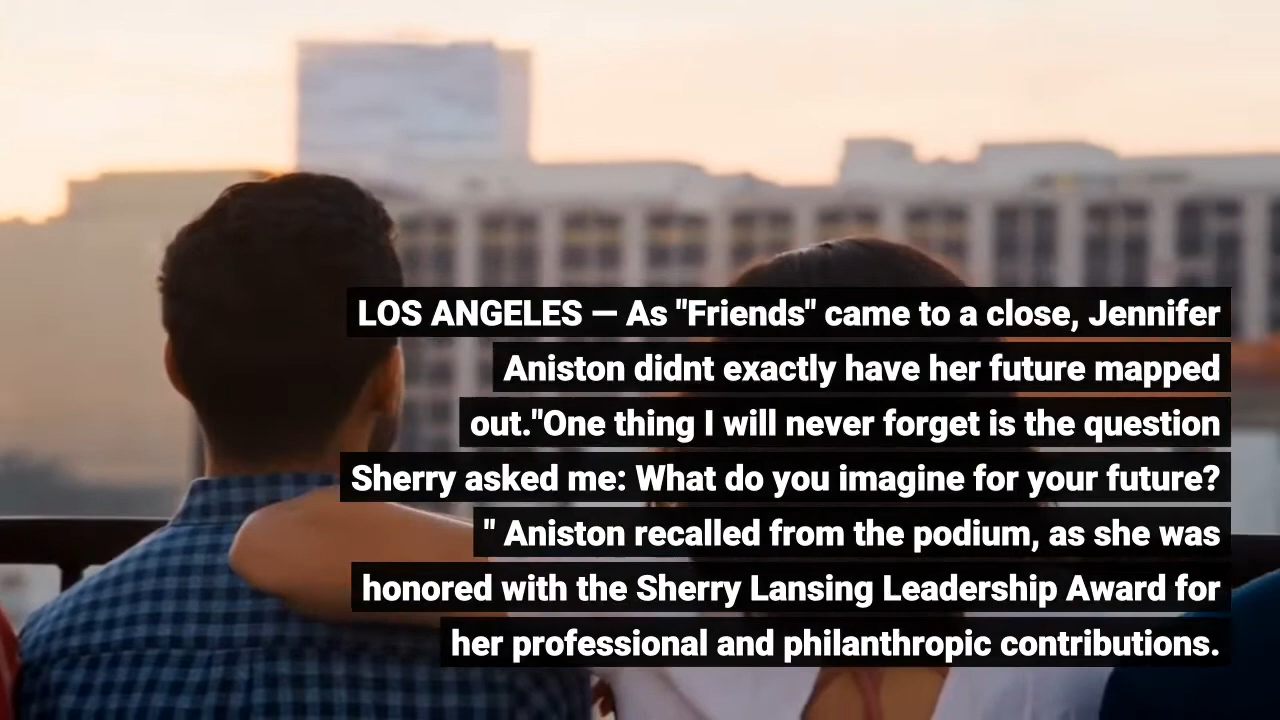 LOS ANGELES — As "Friends" came to a close, Jennifer
Aniston didnt exactly have her future mapped
out."One thing I will never forget is the question
Sherry asked me: What do you imagine for your future?
" Aniston recalled from the podium, as she was
honored with the Sherry Lansing Leadership Award for
her professional and philanthropic contributions.